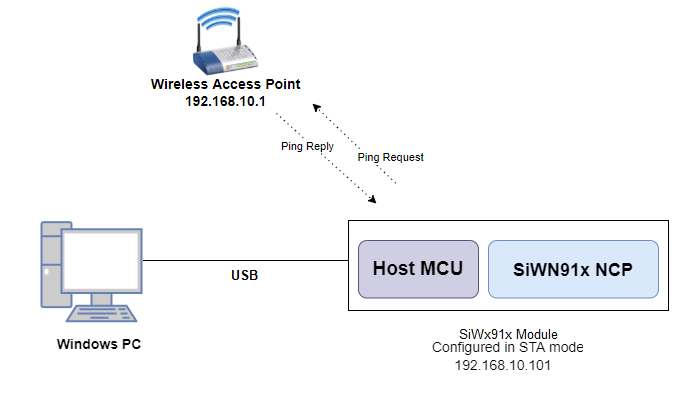 Wireless Access Point
192.168.10.1
Ping Reply
Ping Request
Host MCU
SiWN91x NCP
USB
Windows PC
SiWx91x Module
Configured in STA mode
192.168.10.101